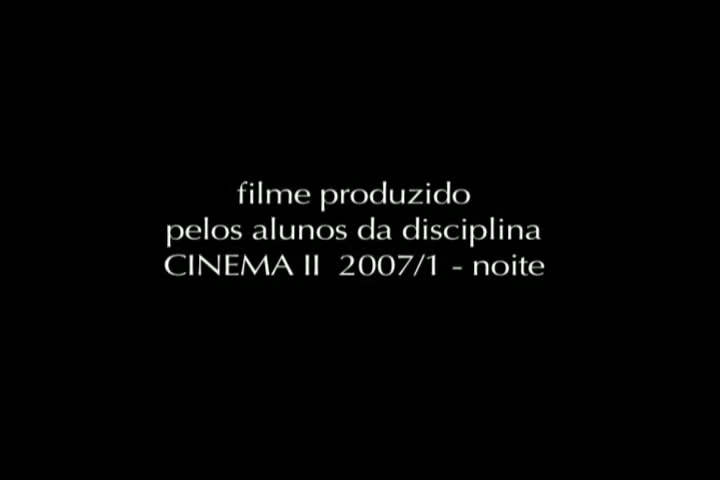 filme produzido
pelos alunos da disciplina
CINEMA II 2007/1 - noite